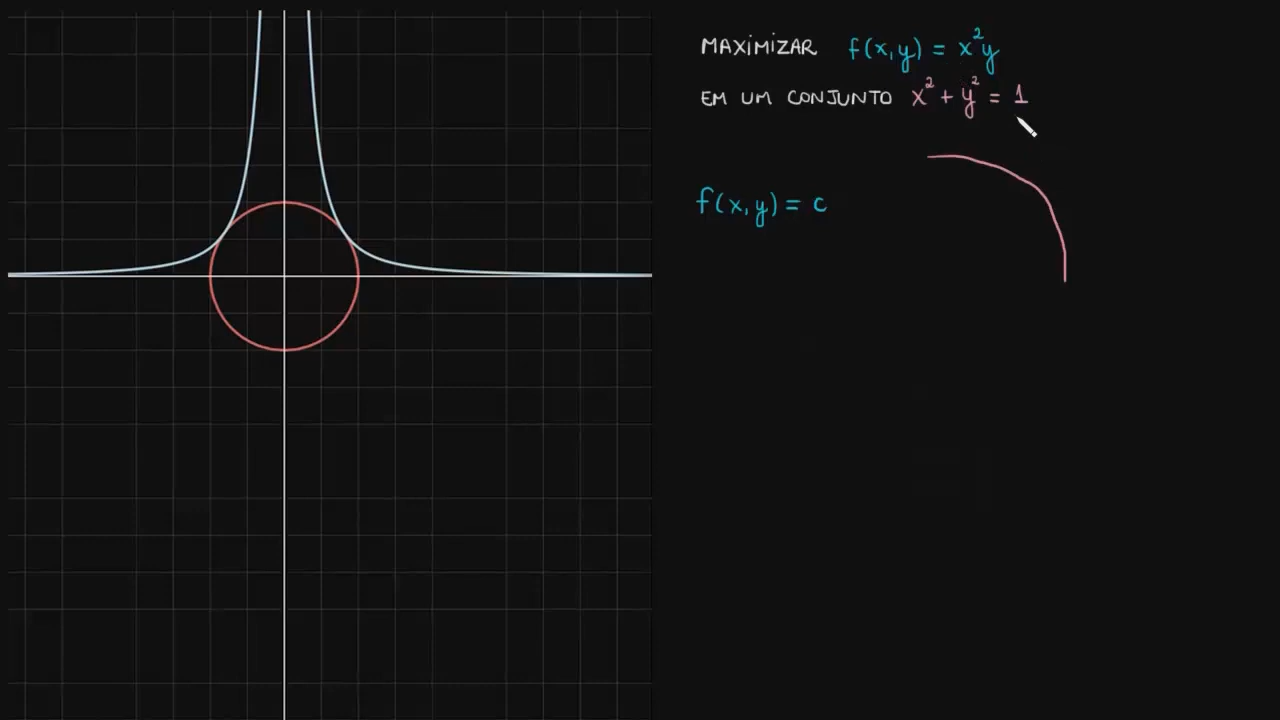 MAXIMIZAR f(x,y) = x²y
EM UM CONJUNTO x² + y² = 1
f(x,y) = c